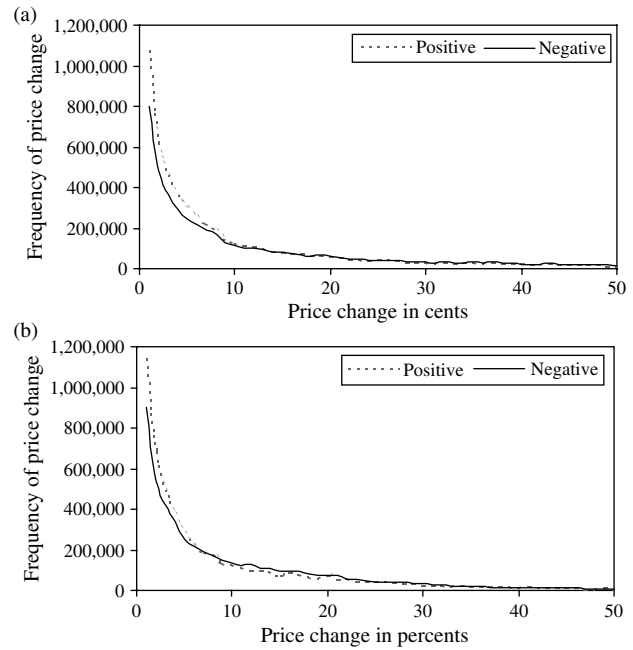 (a)
1,200,000
1,000,000
800,000
600,000
400,000
200,000
0
Frequency of price change
Positive Negative
0 10 20 30 40 50
Price change in cents
(b)
1,200,000
1,000,000
800,000
600,000
400,000
200,000
0
Frequency of price change
Positive Negative
0 10 20 30 40 50
Price change in percents